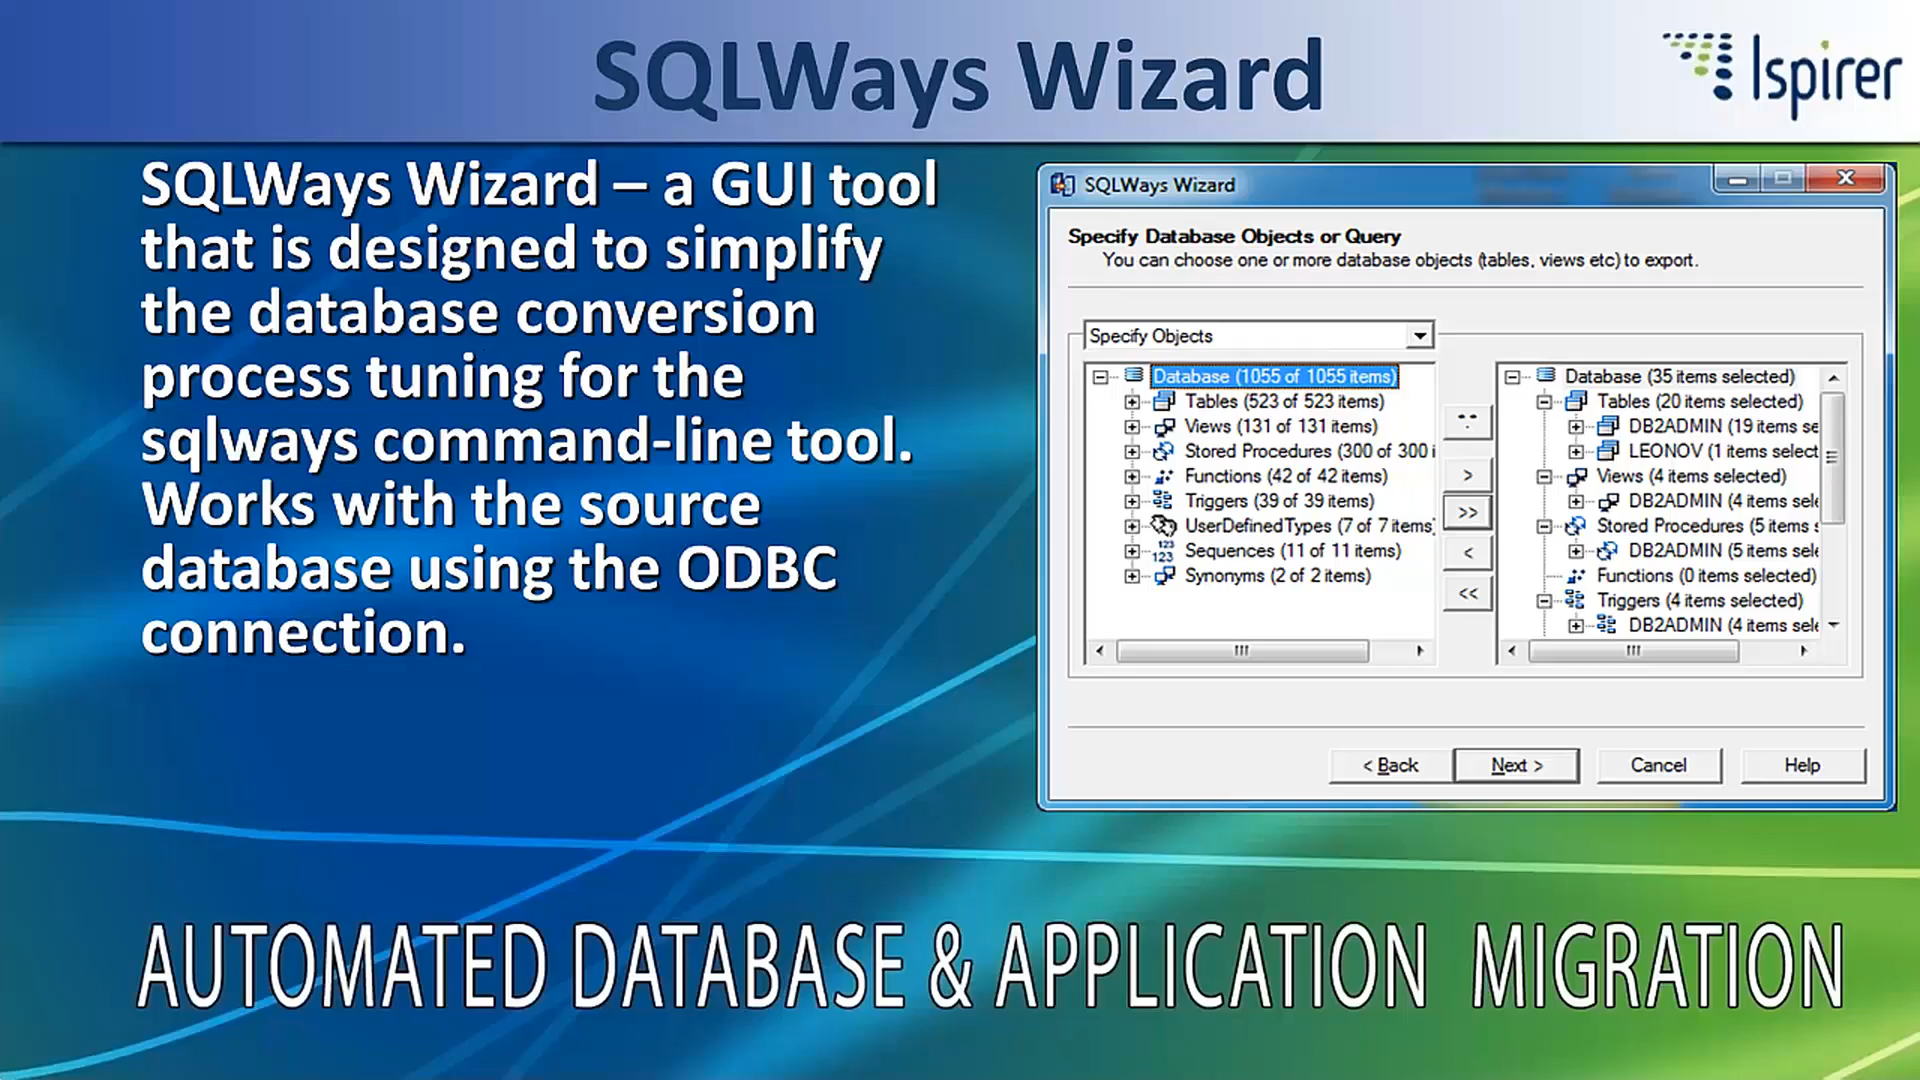 SQLWays Wizard
Ispirer
SQLWays Wizard – a GUI tool
that is designed to simplify
the database conversion
process tuning for the
sqlways command-line tool.
Works with the source
database using the ODBC
connection.
SQLWays Wizard
Specify Database Objects or Query
You can choose one or more database objects (tables, views etc) to export.
Specify Objects
Database (1055 of 1055 items)
Tables (523 of 523 items)
Views (131 of 131 items)
Stored Procedures (300 of 300 i
Functions (42 of 42 items)
Triggers (39 of 39 items)
UserDefinedTypes (7 of 7 items)
Sequences (11 of 11 items)
Synonyms (2 of 2 items)
>
>>
<
<<
Database (35 items selected)
Tables (20 items selected)
DB2ADMIN (19 items se
LEONOV (1 items select
Views (4 items selected)
DB2ADMIN (4 items sele
Stored Procedures (5 items s
DB2ADMIN (5 items sele
Functions (0 items selected)
Triggers (4 items selected)
DB2ADMIN (4 items sele
< Back
Next >
Cancel
Help
AUTOMATED DATABASE & APPLICATION MIGRATION